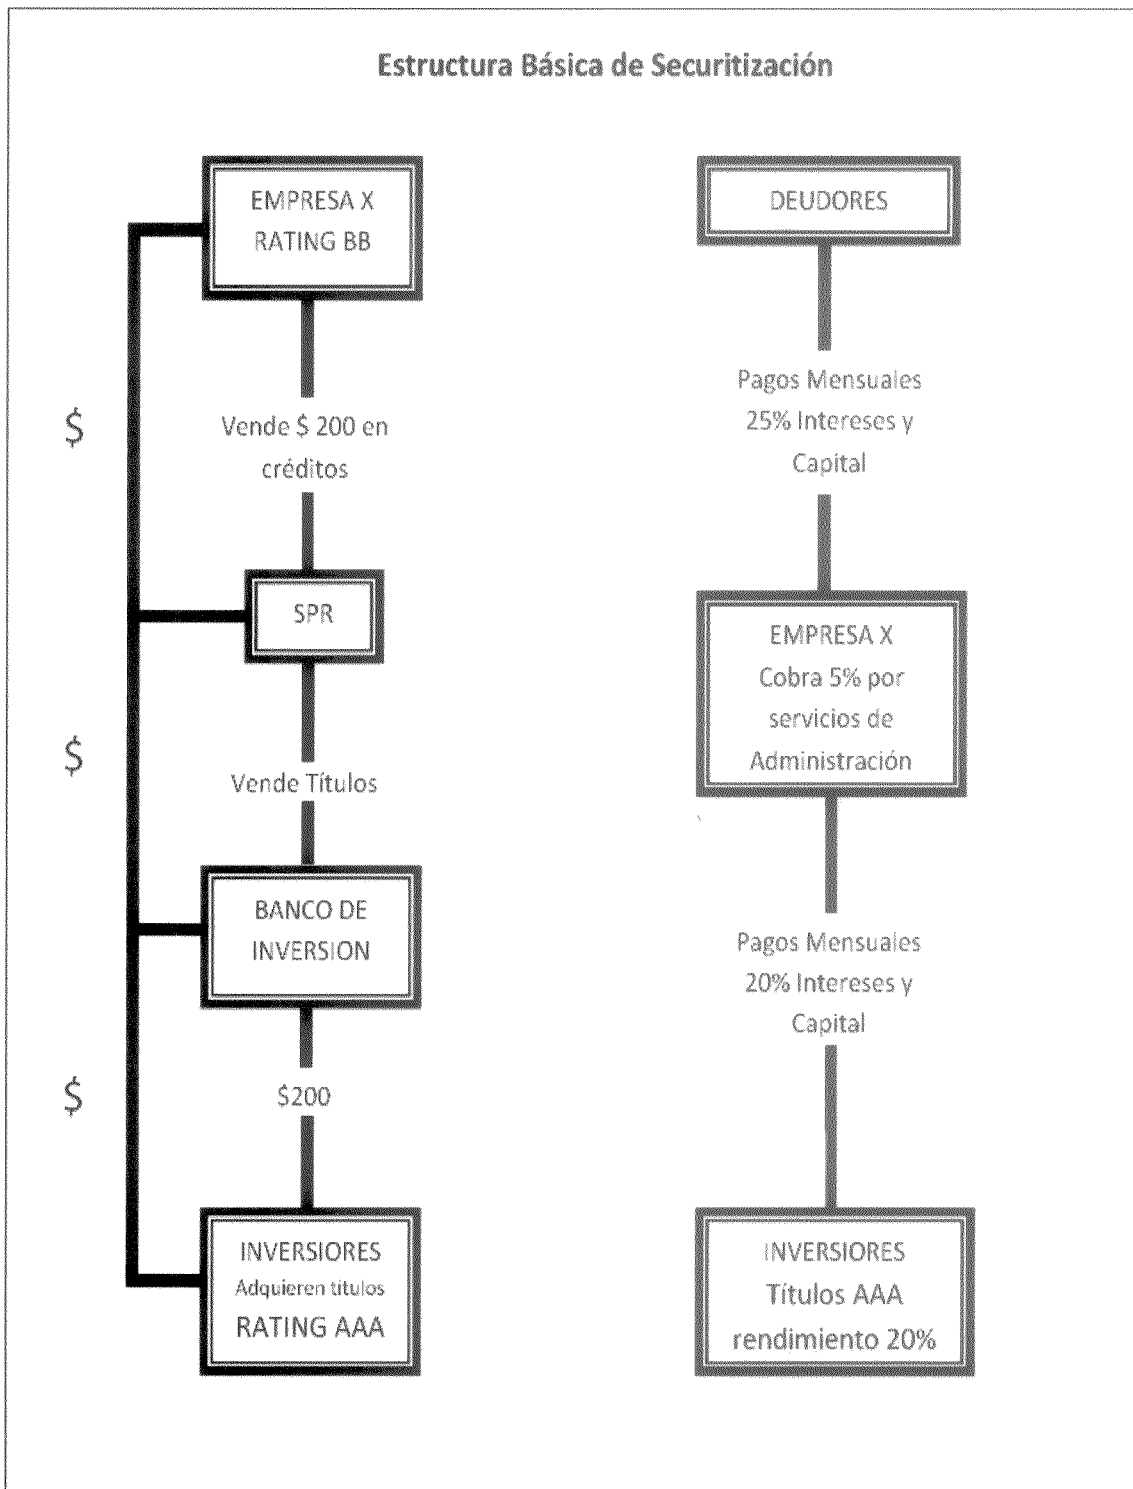 Estructura Básica de Securitización
EMPRESA X
RATING BB
$
Vende $ 200 en
créditos
SPR
$
Vende Títulos
BANCO DE
INVERSION
$
$200
INVERSIORES
Adquieren titulos
RATING AAA
DEUDORES
Pagos Mensuales
25% Intereses y
Capital
EMPRESA X
Cobra 5% por
servicios de
Administración
Pagos Mensuales
20% Intereses y
Capital
INVERSIORES
Títulos AAA
rendimiento 20%